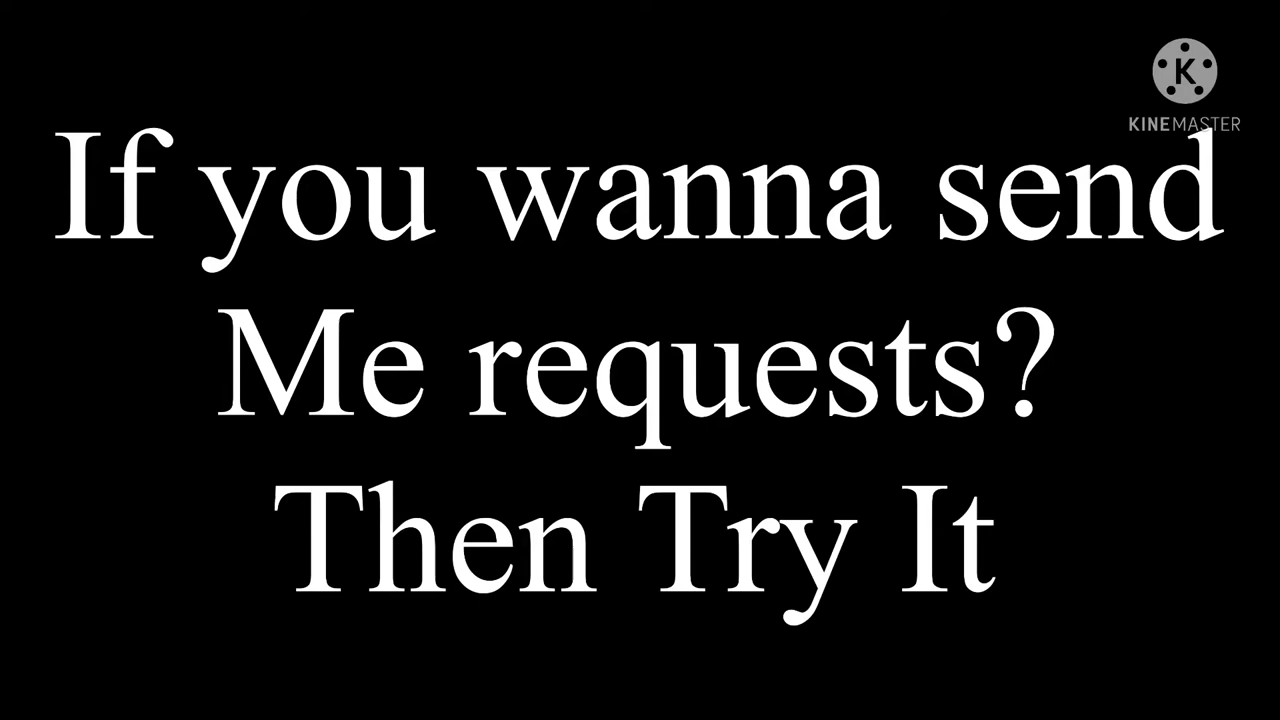 K
KINEMASTER
If you wanna send
Me requests?
Then Try It